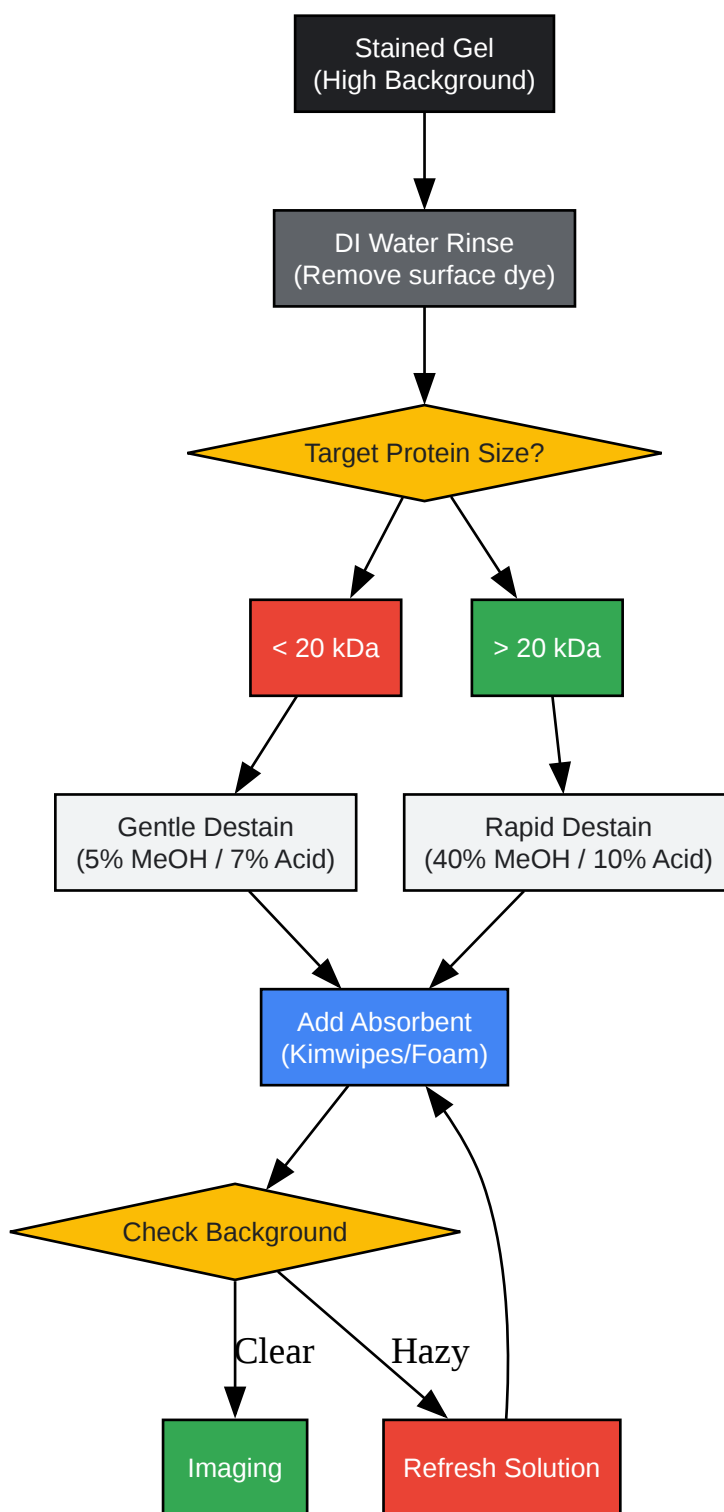 Stained Gel
(High Background)
DI Water Rinse
(Remove surface dye)
Target Protein Size?
< 20 kDa
> 20 kDa
Gentle Destain
(5% MeOH / 7% Acid)
Rapid Destain
(40% MeOH / 10% Acid)
Add Absorbent
(Kimwipes/Foam)
Check Background
Clear
Hazy
Imaging
Refresh Solution